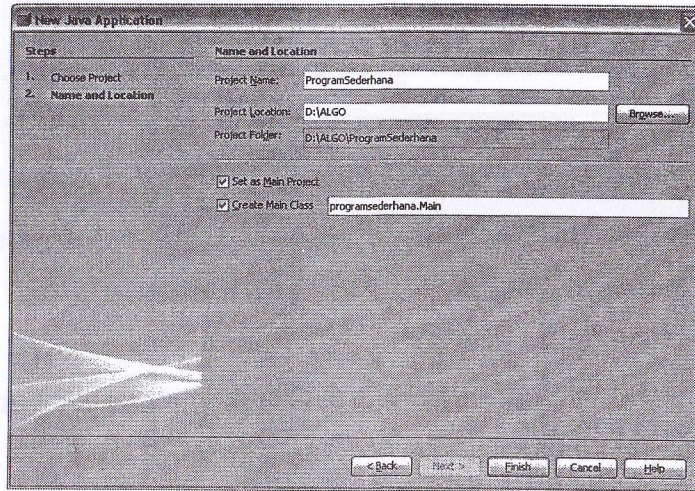 New Java Application
Steps
1. Choose Project
2. Name and Location
Name and Location
Project Name: ProgramSederhana
Project Location: D:\ALGO Browse...
Project Folder: D:\ALGO\ProgramSederhana
Set as Main Project
Create Main Class programsederhana.Main
< Back Next > Finish Cancel Help